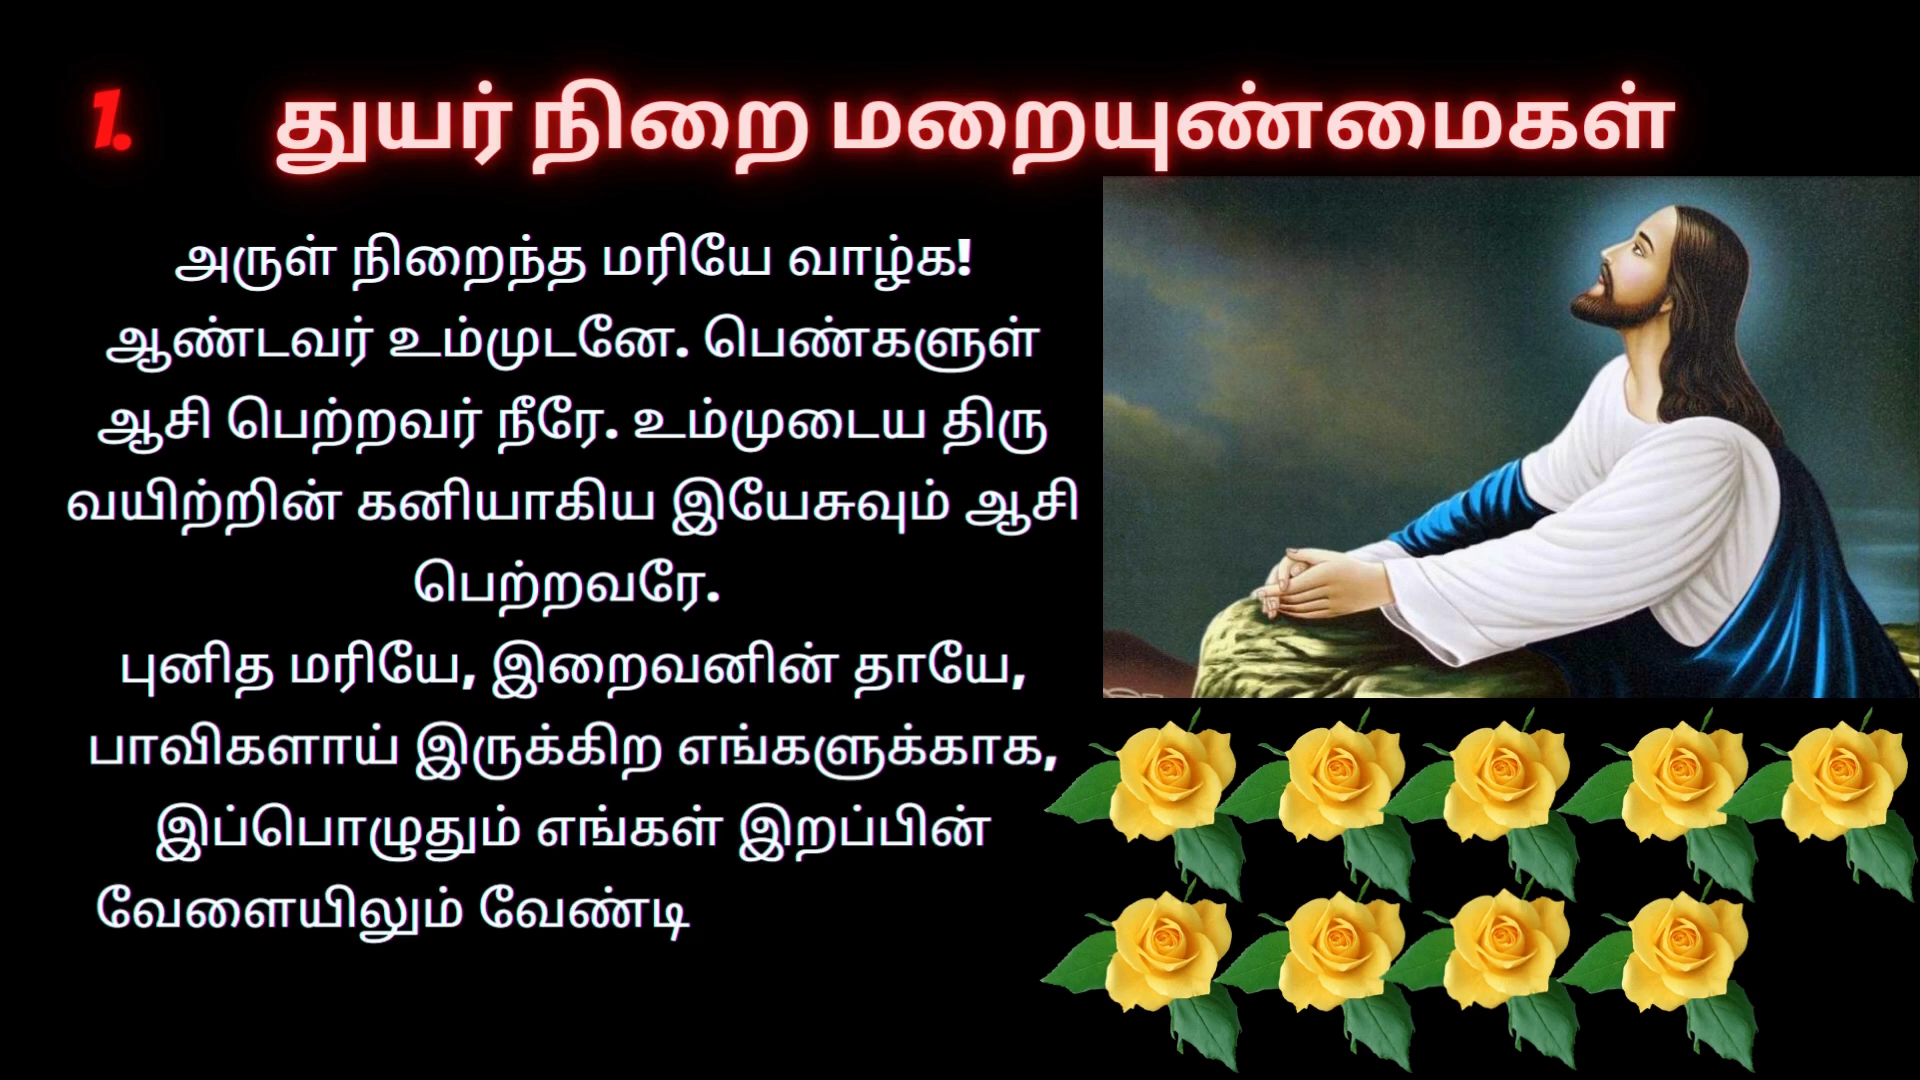 1. துயர் நிறை மறையுண்மைகள்
அருள் நிறைந்த மரியே வாழ்க!
ஆண்டவர் உம்முடனே. பெண்களுள்
ஆசி பெற்றவர் நீரே. உம்முடைய திரு
வயிற்றின் கனியாகிய இயேசுவும் ஆசி
பெற்றவரே.
புனித மரியே, இறைவனின் தாயே,
பாவிகளாய் இருக்கிற எங்களுக்காக,
இப்பொழுதும் எங்கள் இறப்பின்
வேளையிலும் வேண்டி